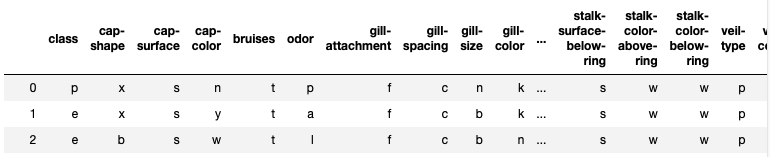 class cap-shape cap-surface cap-color bruises odor gill-attachment gill-spacing gill-size gill-color ... stalk-surface-below-ring stalk-color-above-ring stalk-color-below-ring veil-type
0 p x s n t p f c n k ... s w w p
1 e x s y t a f c b k ... s w w p
2 e b s w t l f c b n ... s w w p